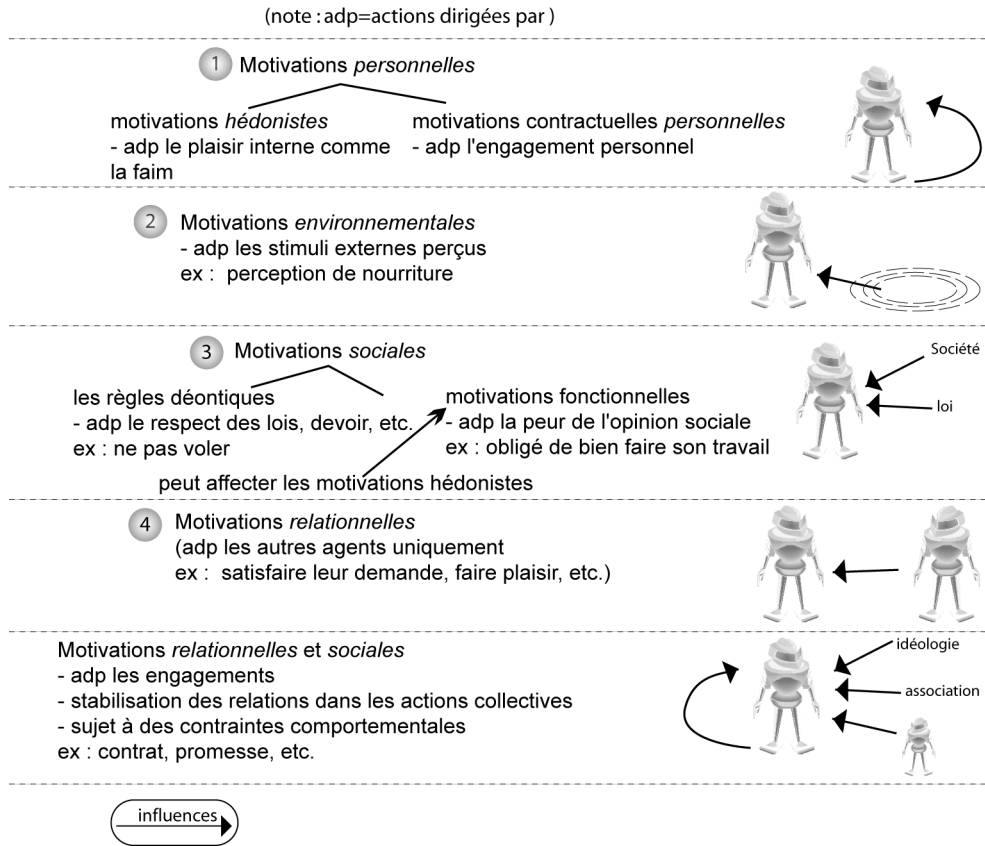 (note : adp=actions dirigées par )
1 Motivations personnelles
motivations hédonistes
- adp le plaisir interne comme
la faim
motivations contractuelles personnelles
- adp l'engagement personnel
2 Motivations environnementales
- adp les stimuli externes perçus
ex : perception de nourriture
3 Motivations sociales
les règles déontiques
- adp le respect des lois, devoir, etc.
ex : ne pas voler
motivations fonctionnelles
- adp la peur de l'opinion sociale
ex : obligé de bien faire son travail
peut affecter les motivations hédonistes
Société
loi
4 Motivations relationnelles
(adp les autres agents uniquement
ex : satisfaire leur demande, faire plaisir, etc.)
Motivations relationnelles et sociales
- adp les engagements
- stabilisation des relations dans les actions collectives
- sujet à des contraintes comportementales
ex : contrat, promesse, etc.
idéologie
association
influences